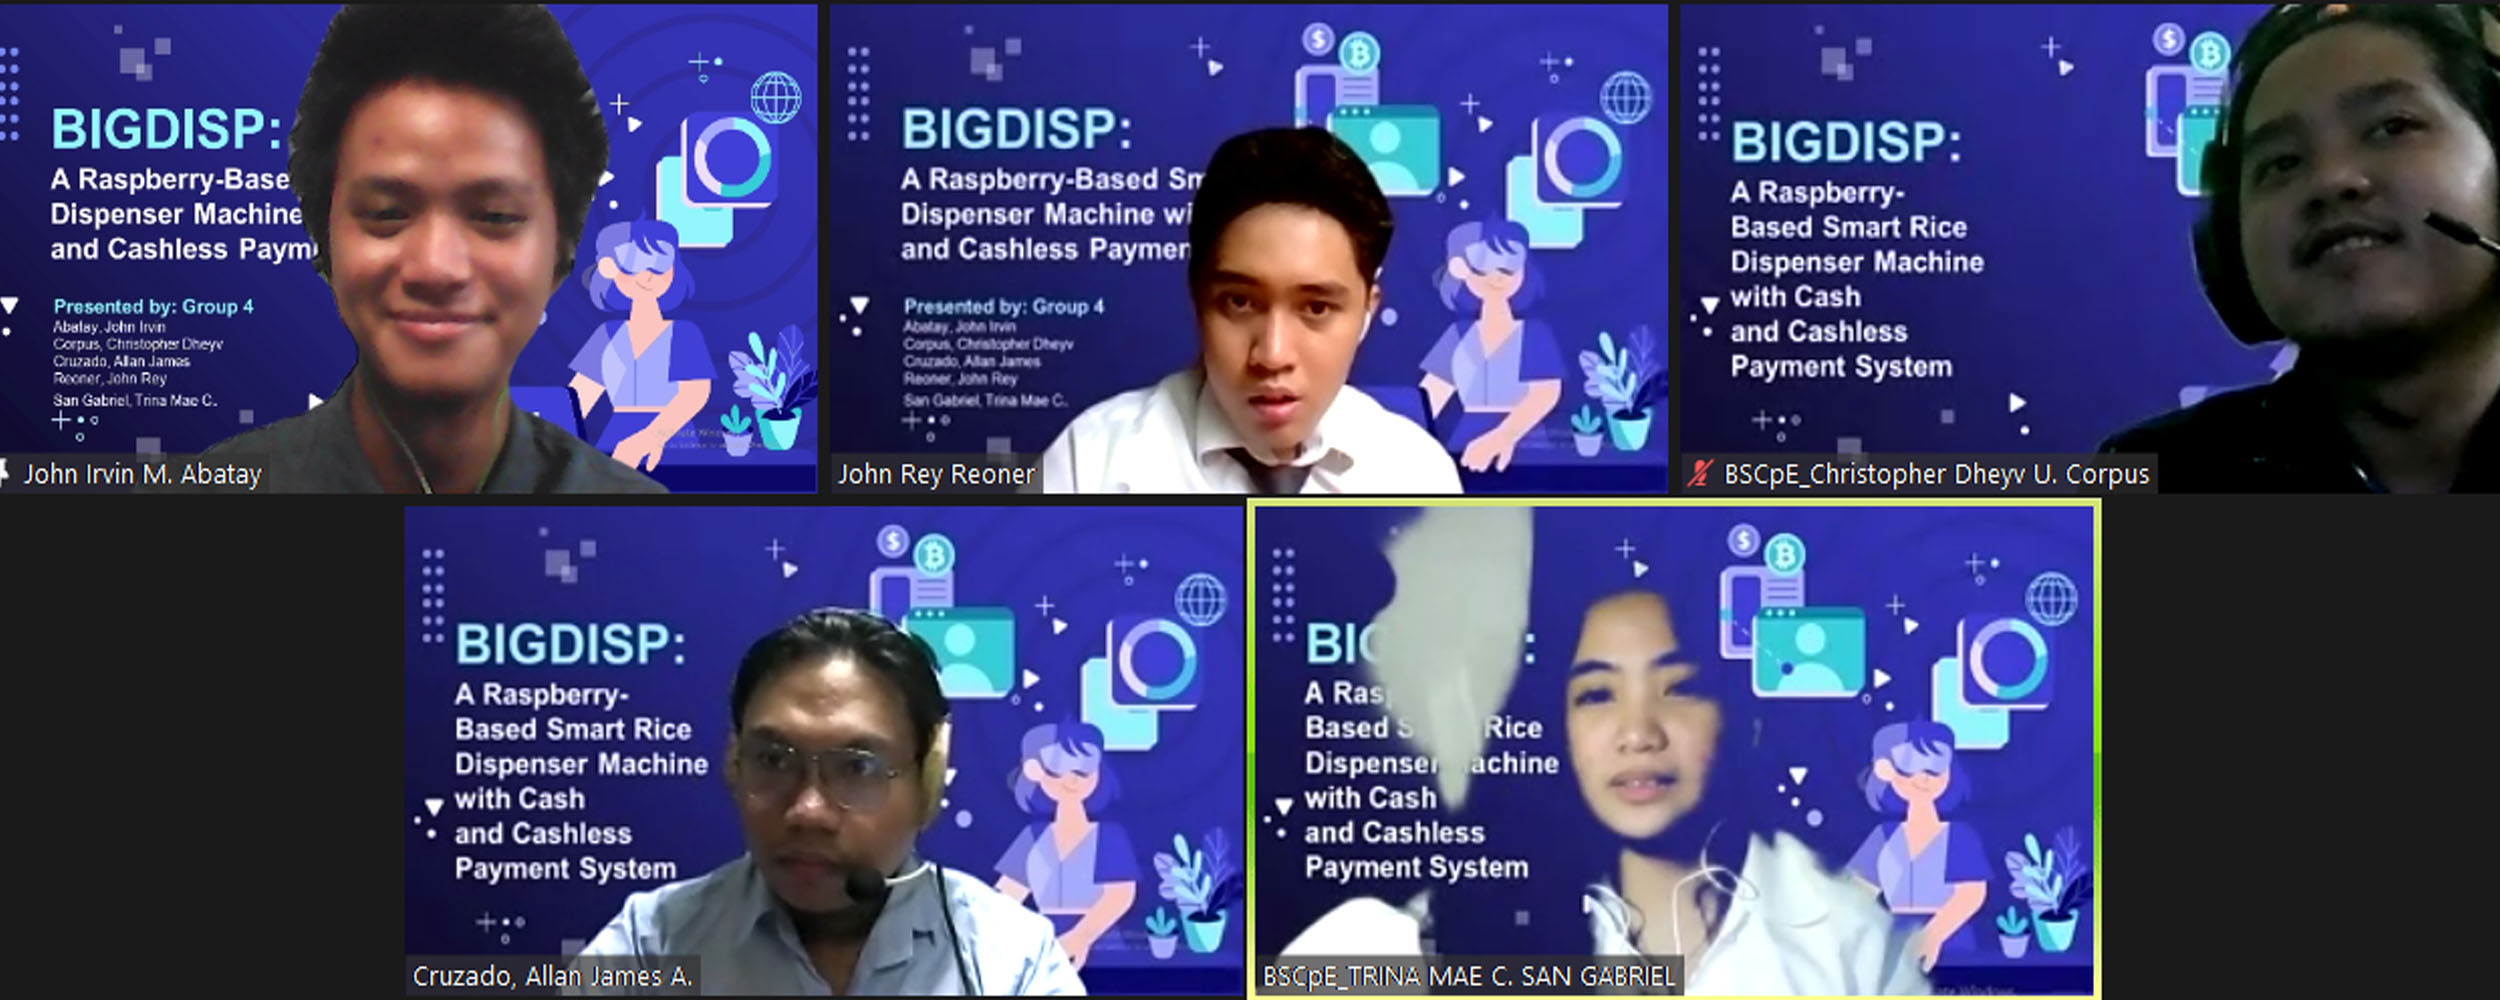 BIGDISP:
A Raspberry-Base
Dispenser Machine
and Cashless Paym
Presented by: Group 4
Abatay, John Irvin
Corpus, Christopher Dheyv
Cruzado, Allan James
Reoner, John Rey
San Gabriel, Trina Mae C.
John Irvin M. Abatay
BIGDISP:
A Raspberry-Based Sm
Dispenser Machine wi
and Cashless Paymen
Presented by: Group 4
Abatay, John Irvin
Corpus, Christopher Dheyv
Cruzado, Allan James
Reoner, John Rey
San Gabriel, Trina Mae C.
John Rey Reoner
BIGDISP:
A Raspberry-
Based Smart Rice
Dispenser Machine
with Cash
and Cashless
Payment System
BSCpE_Christopher Dheyv U. Corpus
BIGDISP:
A Raspberry-
Based Smart Rice
Dispenser Machine
with Cash
and Cashless
Payment System
Cruzado, Allan James A.
BIG :
A Ras
Based S Rice
Dispenser achine
with Cash
and Cashless
Payment System
BSCpE_TRINA MAE C. SAN GABRIEL